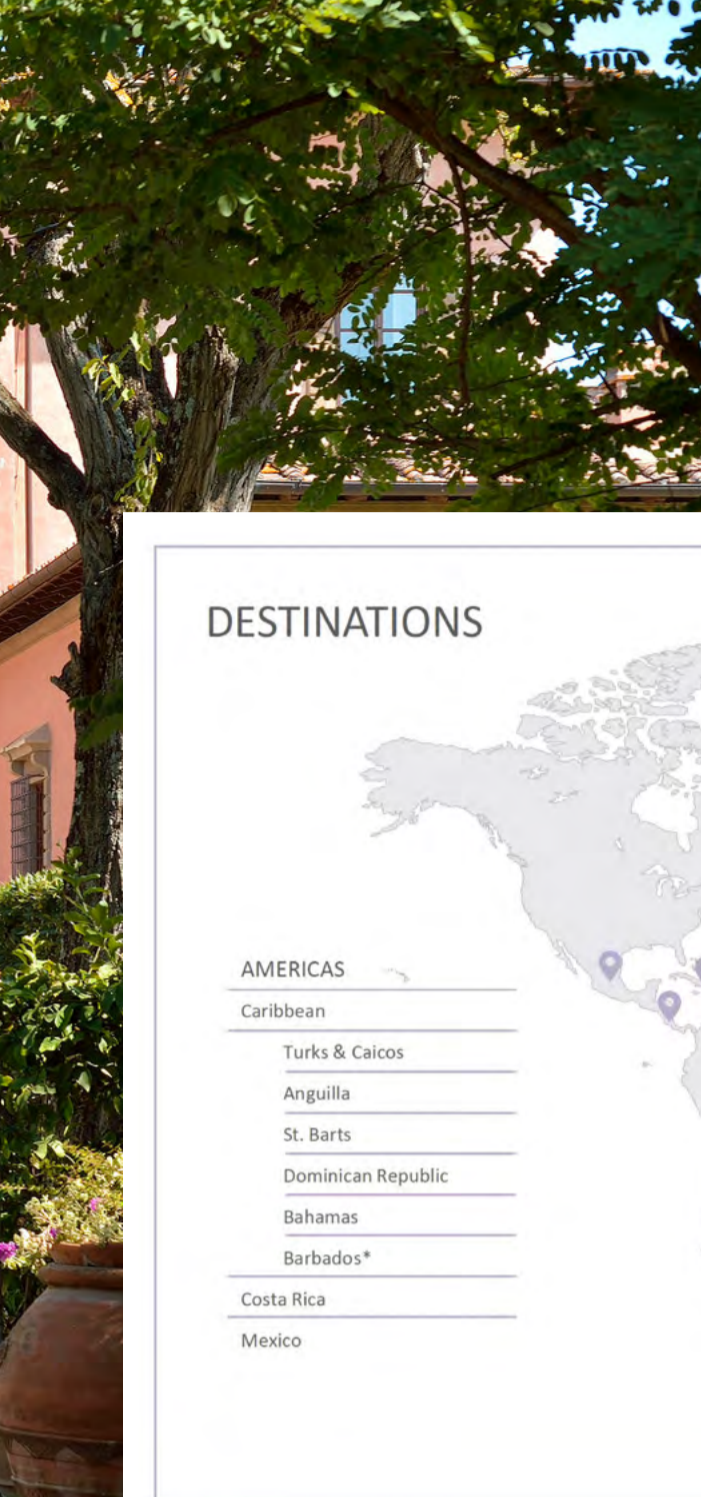 DESTINATIONS
AMERICAS
Caribbean
Turks & Caicos
Anguilla
St. Barts
Dominican Republic
Bahamas
Barbados*
Costa Rica
Mexico